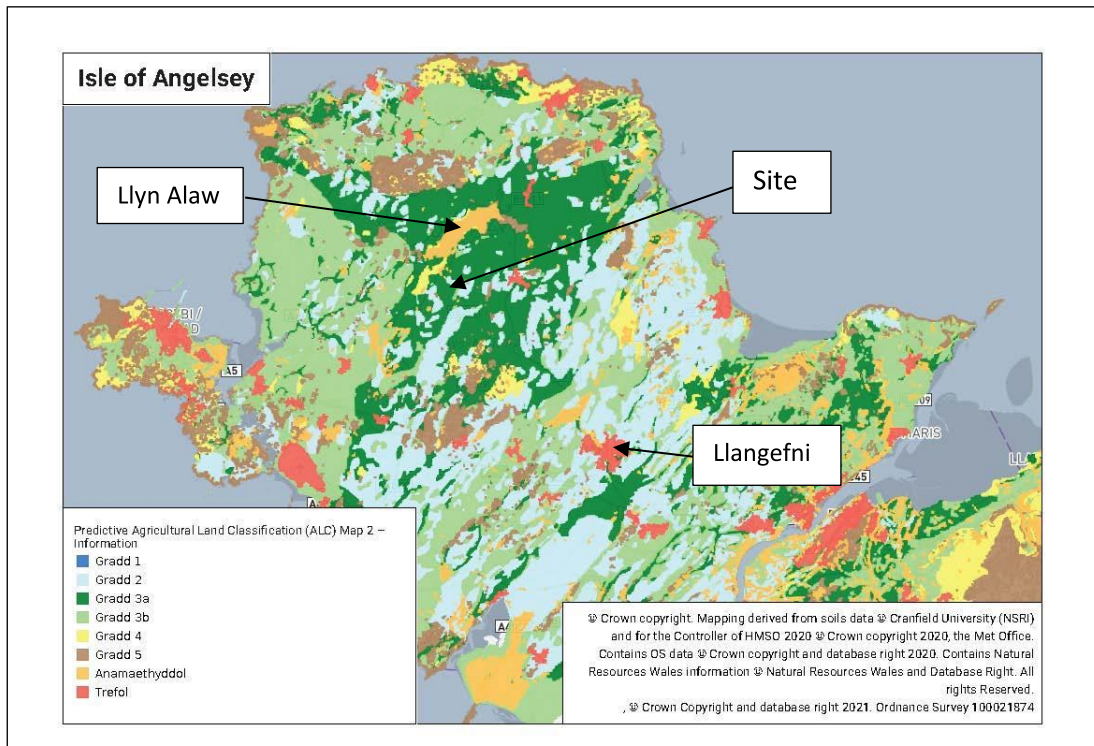 Isle of Angelsey
Llyn Alaw
Site
A5
MARIS
Llangefni
Predictive Agricultural Land Classification (ALC) Map 2 –
Information
Gradd 1
Gradd 2
Gradd 3a
Gradd 3b
Gradd 4
Gradd 5
Anamaethyddol
Trefol
© Crown copyright. Mapping derived from soils data © Cranfield University (NSRI)
and for the Controller of HMSO 2020 © Crown copyright 2020, the Met Office.
Contains OS data © Crown copyright and database right 2020. Contains Natural
Resources Wales information © Natural Resources Wales and Database Right. All
rights Reserved.
, © Crown Copyright and database right 2021. Ordnance Survey 100021874